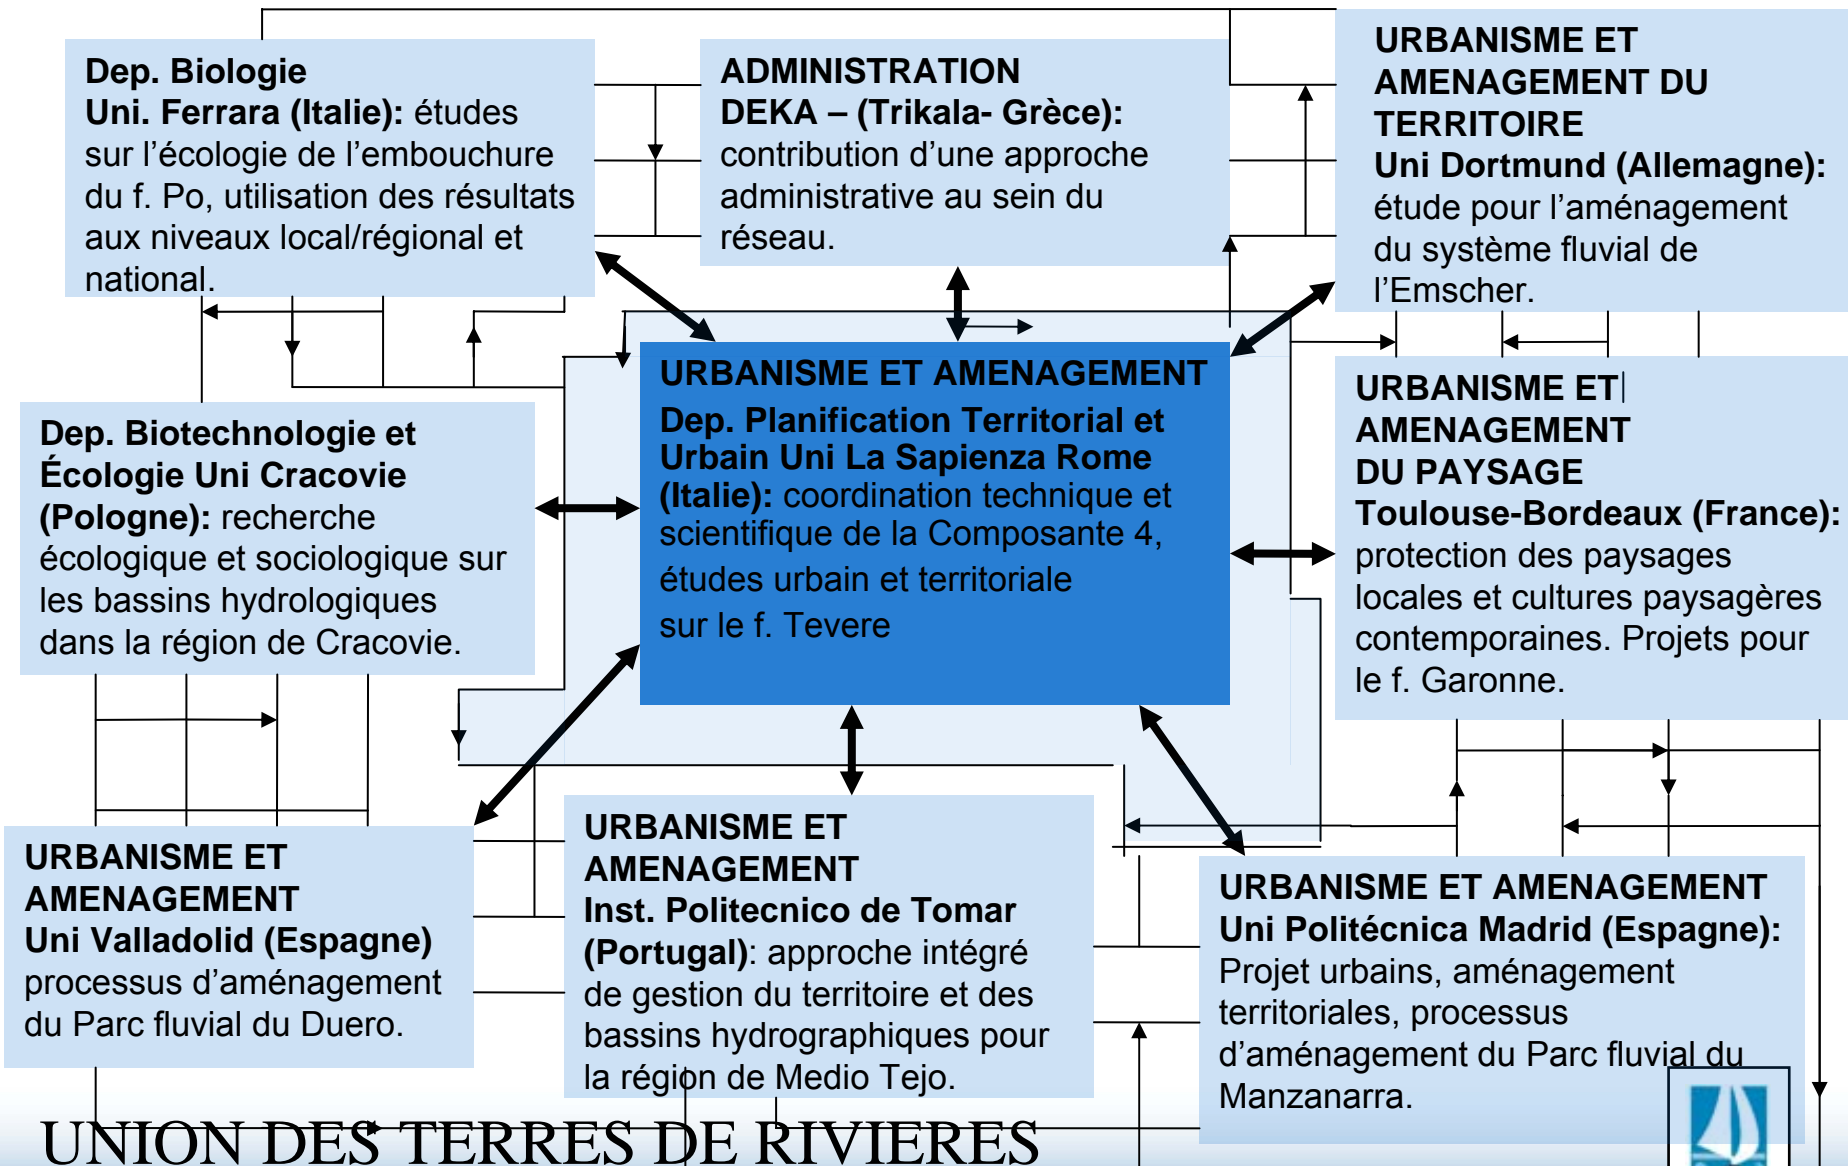 Dep. Biologie
Uni. Ferrara (Italie): études
sur l’écologie de l’embouchure
du f. Po, utilisation des résultats
aux niveaux local/régional et
national.
ADMINISTRATION
DEKA – (Trikala- Grèce):
contribution d’une approche
administrative au sein du
réseau.
URBANISME ET
AMENAGEMENT DU
TERRITOIRE
Uni Dortmund (Allemagne):
étude pour l’aménagement
du système fluvial de
l’Emscher.
Dep. Biotechnologie et
Écologie Uni Cracovie
(Pologne): recherche
écologique et sociologique sur
les bassins hydrologiques
dans la région de Cracovie.
URBANISME ET AMENAGEMENT
Dep. Planification Territorial et
Urbain Uni La Sapienza Rome
(Italie): coordination technique et
scientifique de la Composante 4,
études urbain et territoriale
sur le f. Tevere
URBANISME ET
AMENAGEMENT
DU PAYSAGE
Toulouse-Bordeaux (France):
protection des paysages
locales et cultures paysagères
contemporaines. Projets pour
le f. Garonne.
URBANISME ET
AMENAGEMENT
Uni Valladolid (Espagne)
processus d’aménagement
du Parc fluvial du Duero.
URBANISME ET
AMENAGEMENT
Inst. Politecnico de Tomar
(Portugal): approche intégré
de gestion du territoire et des
bassins hydrographiques pour
la région de Medio Tejo.
URBANISME ET AMENAGEMENT
Uni Politécnica Madrid (Espagne):
Projet urbains, aménagement
territoriales, processus
d’aménagement du Parc fluvial du
Manzanarra.
UNION DES TERRES DE RIVIERES